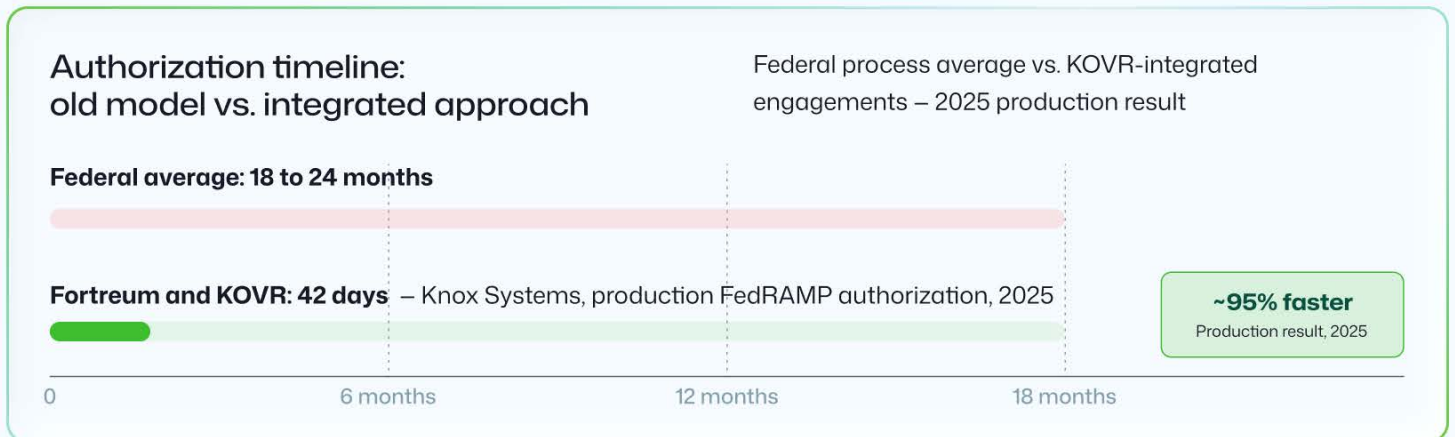 Authorization timeline:
old model vs. integrated approach
Federal process average vs. KOVR-integrated
engagements – 2025 production result
Federal average: 18 to 24 months
Fortreum and KOVR: 42 days – Knox Systems, production FedRAMP authorization, 2025
~95% faster
Production result, 2025
0
6 months
12 months
18 months